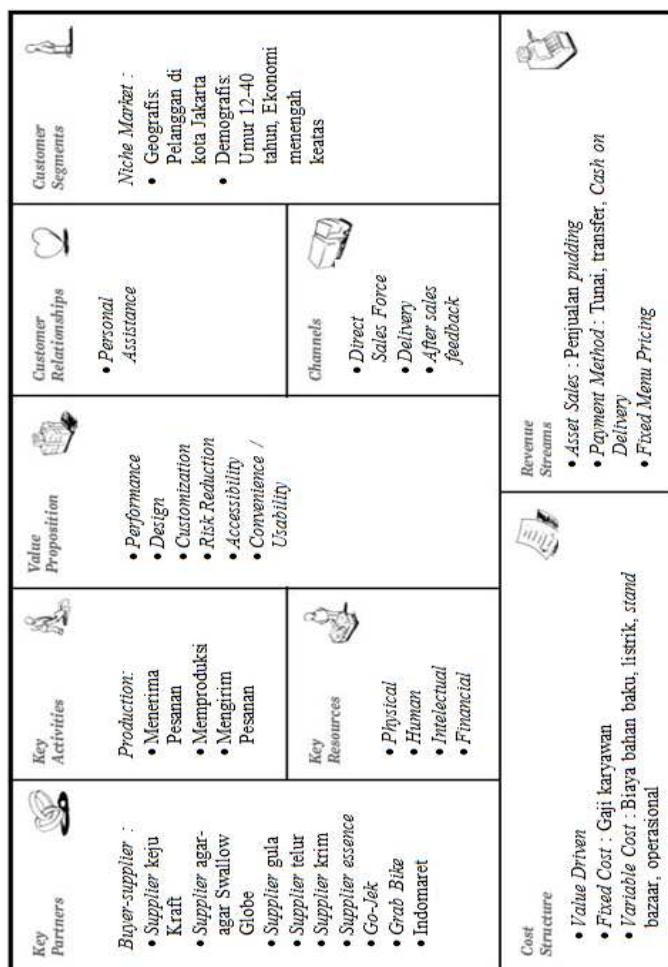 Key
Partners
Buyer-supplier :
• Supplier keju
Kraft
• Supplier agar-
agar Swallow
Globe
• Supplier gula
• Supplier telur
• Supplier krim
• Supplier essence
• Go-Jek
• Grab Bike
• Indomaret
Key
Activities
Production:
• Menerima
Pesanan
• Memproduksi
• Mengirim
Pesanan
Key
Resources
• Physical
• Human
• Intelectual
• Financial
Value
Proposition
• Performance
• Design
• Customization
• Risk Reduction
• Accessibility
• Convenience /
Usability
Customer
Relationships
• Personal
Assistance
Channels
• Direct
Sales Force
• Delivery
• After sales
feedback
Customer
Segments
Niche Market :
• Geografis:
Pelanggan di
kota Jakarta
• Demografis:
Umur 12-40
tahun, Ekonomi
menengah
keatas
Cost
Structure
• Value Driven
• Fixed Cost : Gaji karyawan
• Variable Cost : Biaya bahan baku, listrik, stand
bazaar, operasional
Revenue
Streams
• Asset Sales : Penjualan pudding
• Payment Method : Tunai, transfer, Cash on
Delivery
• Fixed Menu Pricing